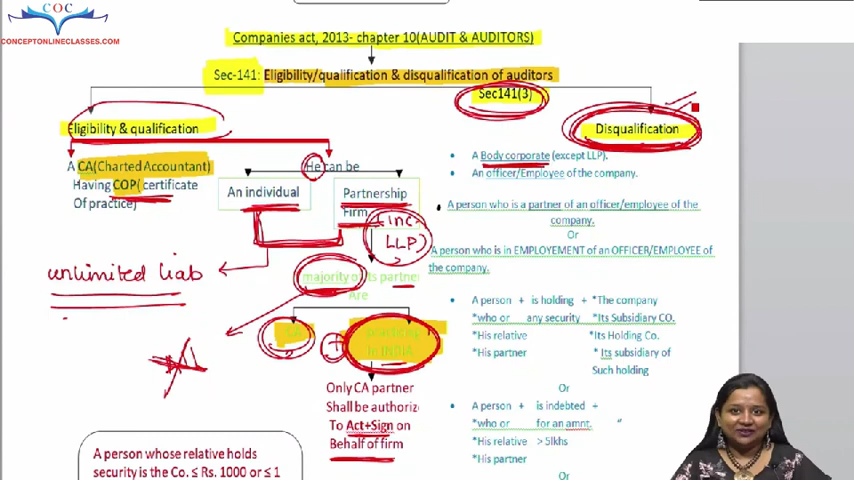 COC
CONCEPTONLINECLASSES.COM
Companies act, 2013- chapter 10(AUDIT & AUDITORS)
Sec-141: Eligibility/qualification & disqualification of auditors
Sec141(3)
Eligibility & qualification
Disqualification
A CA(Charted Accountant)
Having COP( certificate
Of practice)
He can be
An individual
Partnership
Firm
(inc
LLP)
unlimited liab
majority of its partne
Are
CA
+
practicing
In INDIA
Only CA partner
Shall be authoriz
To Act+Sign on
Behalf of firm
A person whose relative holds
security is the Co. ≤ Rs. 1000 or ≤ 1
• A Body corporate (except LLP).
• An officer/Employee of the company.
• A person who is a partner of an officer/employee of the
company.
Or
A person who is in EMPLOYEMENT of an OFFICER/EMPLOYEE of
the company.
• A person + is holding + *The company
*who or any security *Its Subsidiary CO.
*His relative *Its Holding Co.
*His partner * Its subsidiary of
Such holding
Or
• A person + is indebted +
*who or for an amnt. "
*His relative > 5lkhs
*His partner
Or